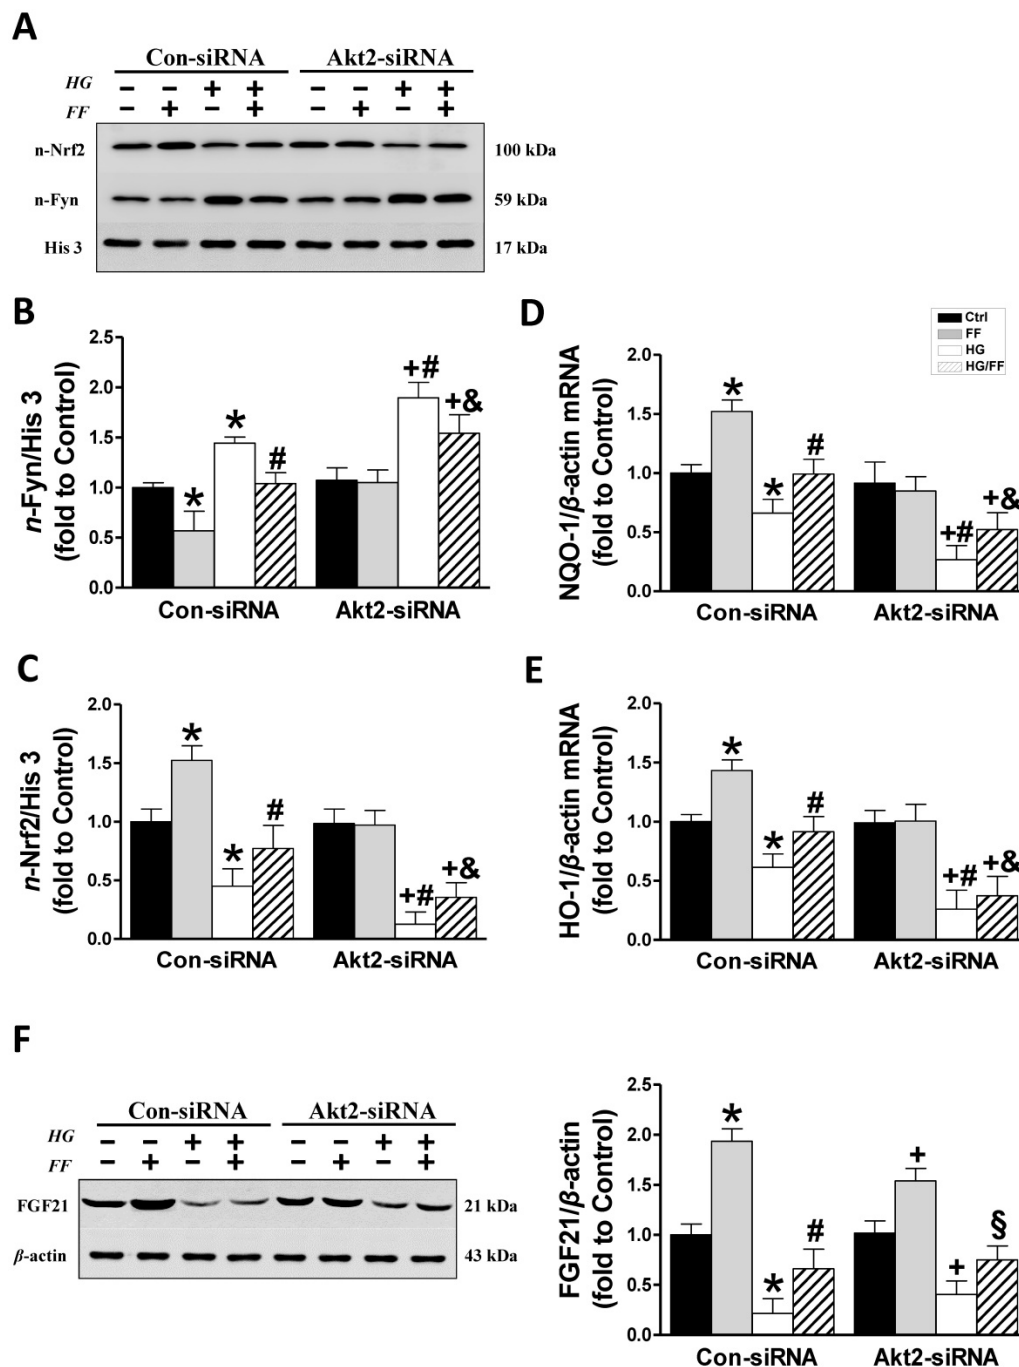 A
Con-siRNA Akt2-siRNA
HG − − + + − − + +
FF − + − + − + − +
n-Nrf2 100 kDa
n-Fyn 59 kDa
His 3 17 kDa
B
n-Fyn/His 3
(fold to Control)
2.5
2.0
1.5
1.0
0.5
0.0
* * # +# +&
Con-siRNA Akt2-siRNA
D
Ctrl
FF
HG
HG/FF
NQO-1/β-actin mRNA
(fold to Control)
2.0
1.5
1.0
0.5
0.0
* * # +# +&
Con-siRNA Akt2-siRNA
C
n-Nrf2/His 3
(fold to Control)
2.0
1.5
1.0
0.5
0.0
* * # +# +&
Con-siRNA Akt2-siRNA
E
HO-1/β-actin mRNA
(fold to Control)
2.0
1.5
1.0
0.5
0.0
* * # +# +&
Con-siRNA Akt2-siRNA
F
Con-siRNA Akt2-siRNA
HG − − + + − − + +
FF − + − + − + − +
FGF21 21 kDa
β-actin 43 kDa
FGF21/β-actin
(fold to Control)
2.5
2.0
1.5
1.0
0.5
0.0
* * # + + §
Con-siRNA Akt2-siRNA